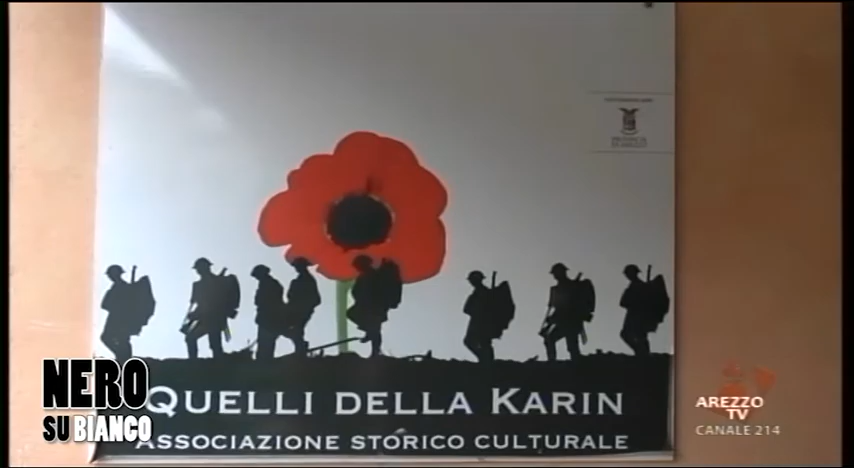 QUELLI DELLA KARIN
ASSOCIAZIONE STORICO CULTURALE
NERO
SU BIANCO
AREZZO
TV
CANALE 214